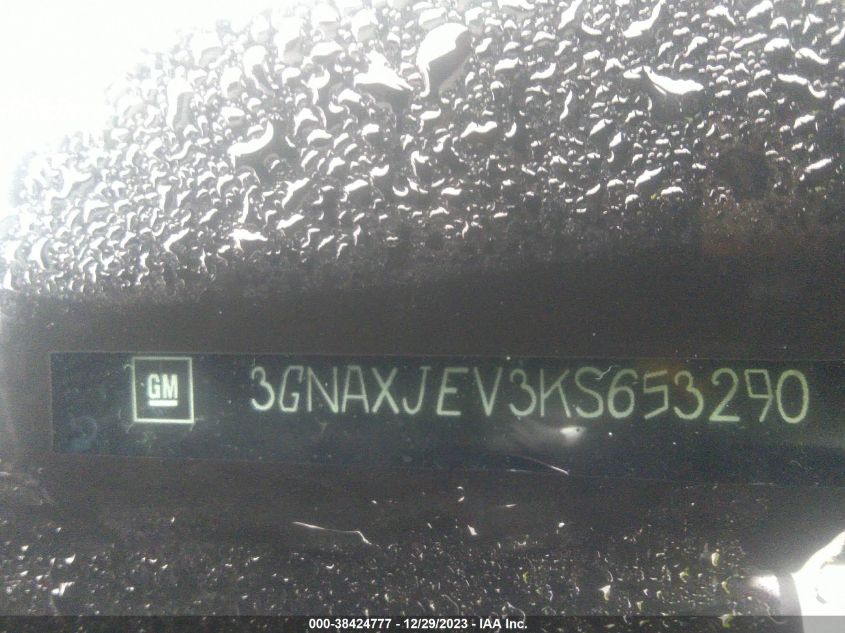 GM 3GNAXJEV3KS653290
000-38424777 - 12/29/2023 - IAA Inc.